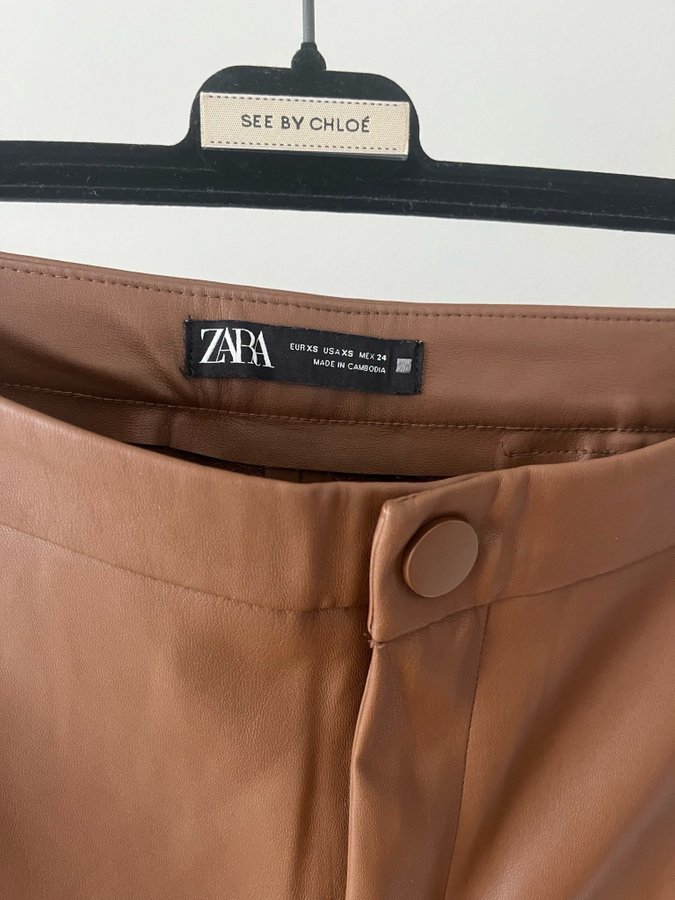 SEE BY CHLOÉ
ZARA
EUR XS USA XS MEX 24
MADE IN CAMBODIA